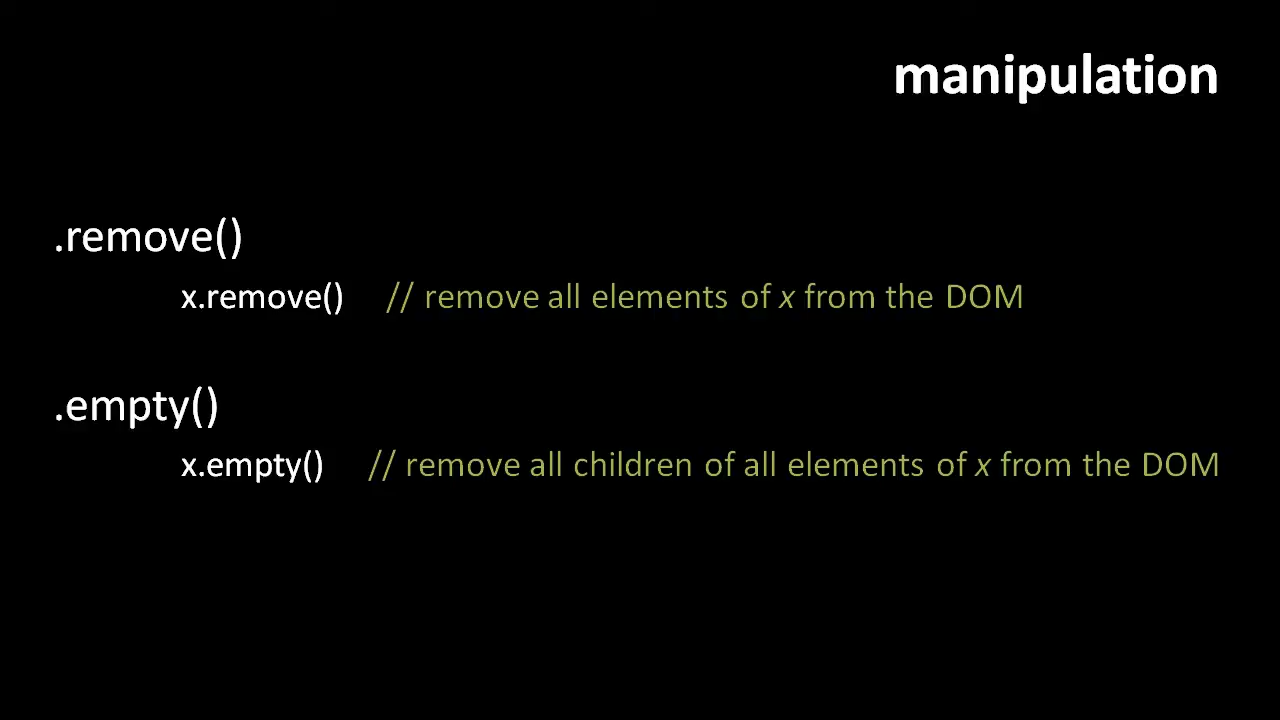 manipulation
.remove()
x.remove() // remove all elements of x from the DOM
.empty()
x.empty() // remove all children of all elements of x from the DOM